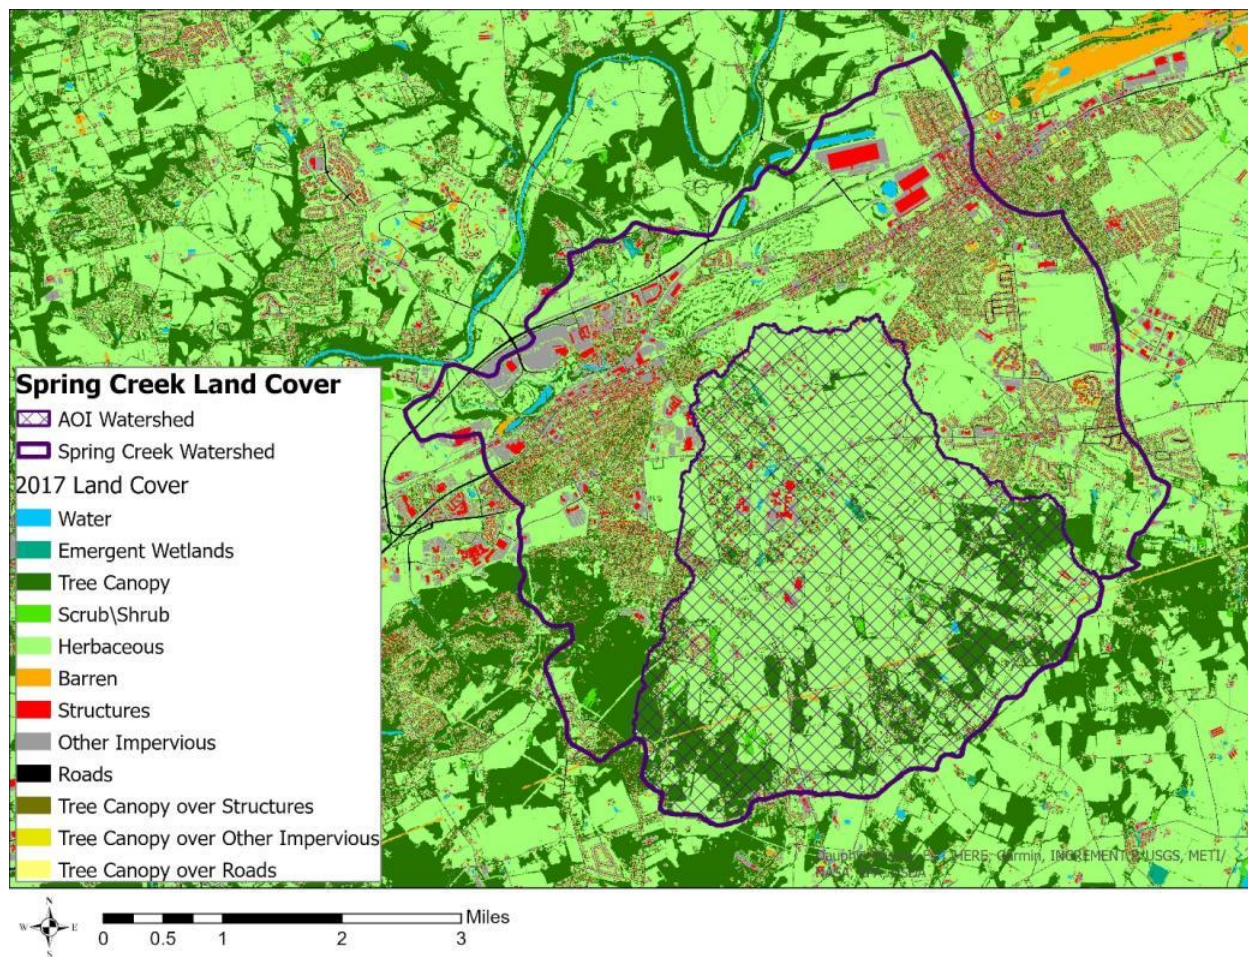 Spring Creek Land Cover
AOI Watershed
Spring Creek Watershed
2017 Land Cover
Water
Emergent Wetlands
Tree Canopy
Scrub\Shrub
Herbaceous
Barren
Structures
Other Impervious
Roads
Tree Canopy over Structures
Tree Canopy over Other Impervious
Tree Canopy over Roads
HERE, Garmin, INCREMENT P, USGS, METI/
N
W E
S
Miles
0 0.5 1 2 3